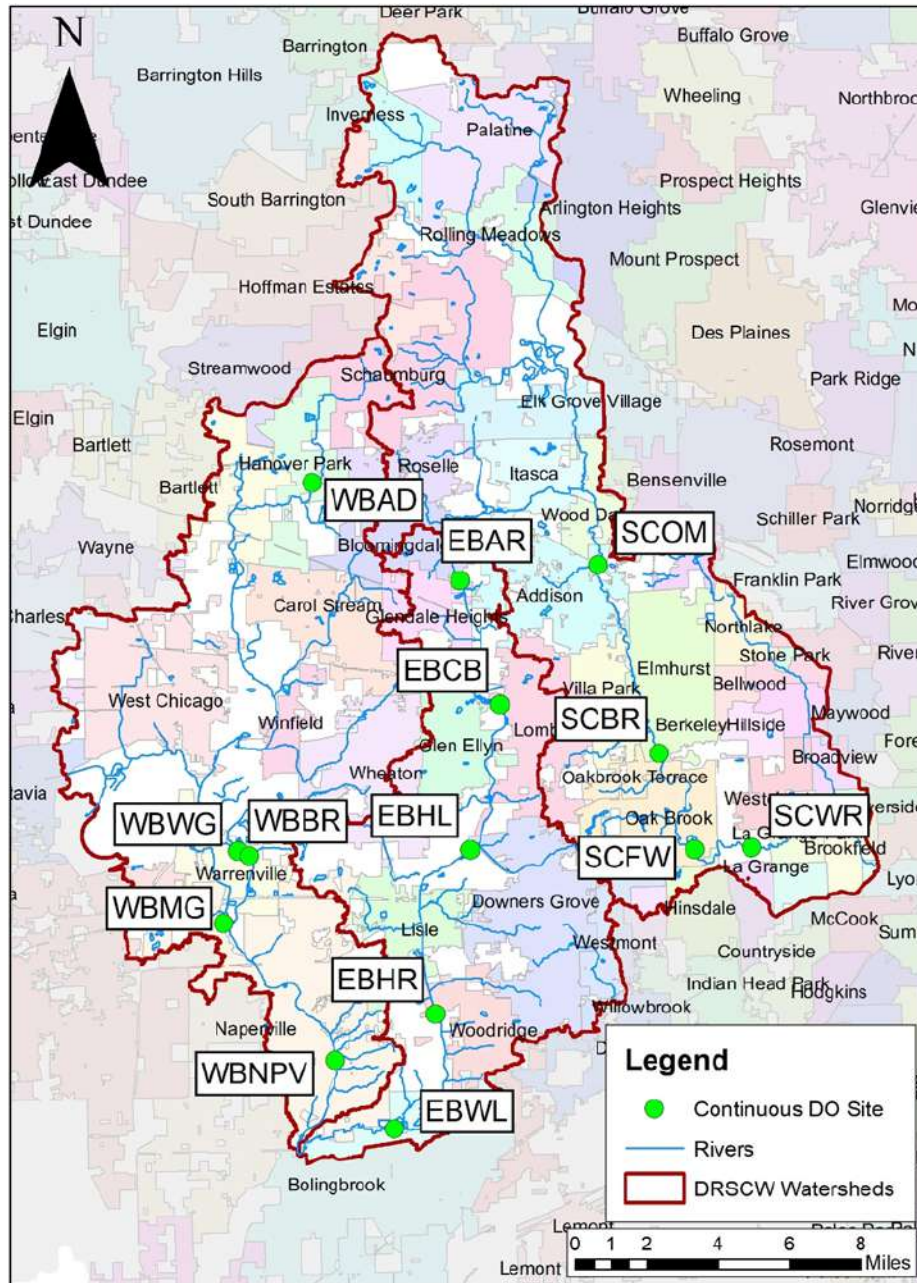 N
Deer Park
Buffalo Grove
Barrington
Buffalo Grove
Barrington Hills
Wheeling
Northbrook
Inverness
Palatine
East Dundee
South Barrington
Prospect Heights
Arlington Heights
Rolling Meadows
Mount Prospect
Hoffman Estates
Elgin
Des Plaines
Streamwood
Schaumburg
Park Ridge
Elk Grove Village
Elgin
Bartlett
Rosemont
Hanover Park
Roselle
Itasca
Bensenville
Bartlett
WBAD
Wood Da
Schiller Park
Norridge
Wayne
Bloomingdale
EBAR
SCOM
Elmwood
Addison
Franklin Park
Charles
Carol Stream
Glendale Heights
River Gro
Northlake
Stone Park
EBCB
Elmhurst
West Chicago
Villa Park
Bellwood
Winfield
SCBR
Berkeley
Hillside
Maywood
Glen Ellyn
Lomb
Wheaton
Oakbrook Terrace
Broadview
WBWG
WBBR
EBHL
Oak Brook
SCWR
SCFW
Brookfield
Warrenville
La Grange
WBMG
Downers Grove
Hinsdale
McCook
Lisle
Westmont
Countryside
EBHR
Indian Head Park
Hodgkins
Willowbrook
Naperville
Woodridge
WBNPV
EBWL
Bolingbrook
Legend
Continuous DO Site
Rivers
DRSCW Watersheds
Lemont
0 1 2 4 6 8
Miles
Lemont